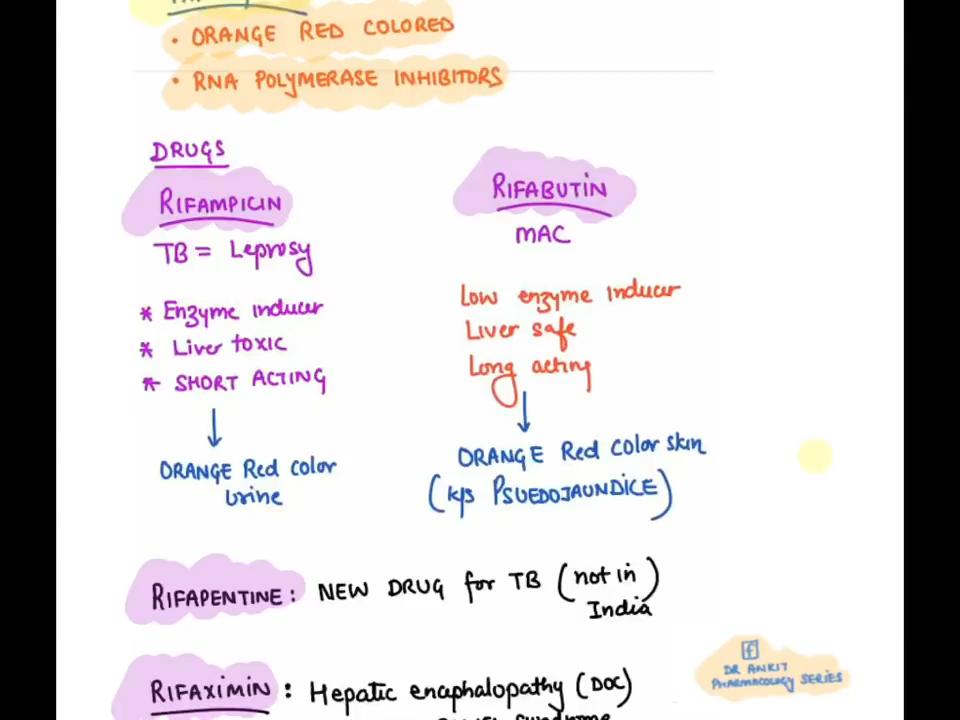 • ORANGE RED COLORED
• RNA POLYMERASE INHIBITORS
DRUGS
RIFAMPICIN
TB = Leprosy
* Enzyme inducer
* Liver toxic
* SHORT ACTING
ORANGE Red color
urine
RIFABUTIN
MAC
Low enzyme inducer
Liver safe
Long acting
ORANGE Red color skin
(k/s PSUEDOJAUNDICE)
RIFAPENTINE: NEW DRUG for TB (not in
India)
RIFAXIMIN : Hepatic encephalopathy (DOC)
Syndrome
DR ANKIT
PHARMACOLOGY SERIES